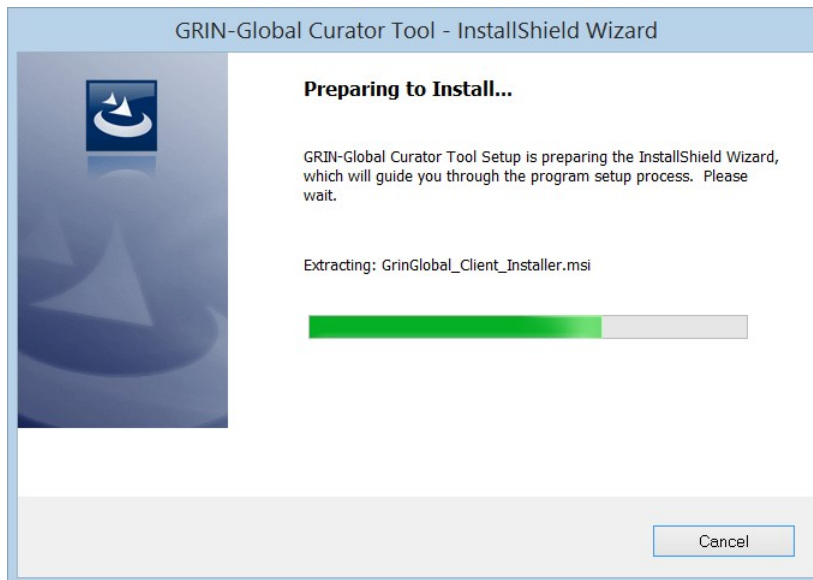 GRIN-Global Curator Tool - InstallShield Wizard
Preparing to Install...
GRIN-Global Curator Tool Setup is preparing the InstallShield Wizard,
which will guide you through the program setup process.  Please
wait.
Extracting: GrinGlobal_Client_Installer.msi
Cancel